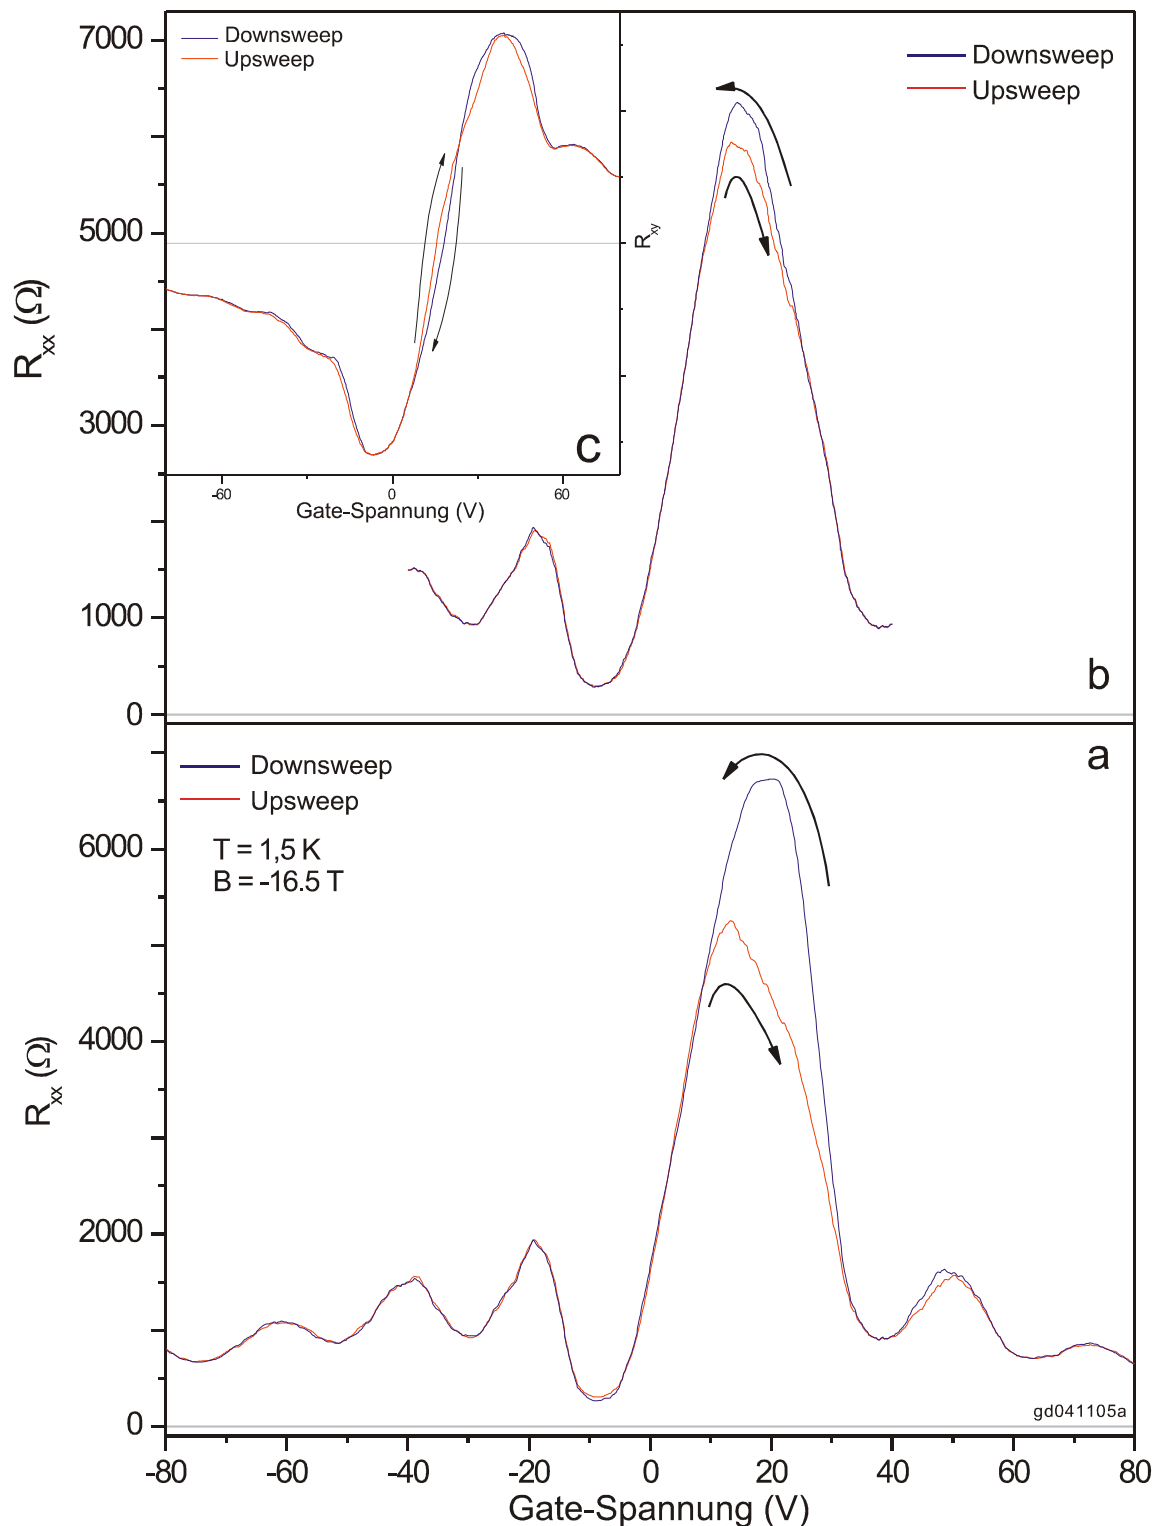 7000
5000
3000
1000
0
R_xx (Ω)
Downsweep
Upsweep
R_xy
c
-60
0
60
Gate-Spannung (V)
Downsweep
Upsweep
b
a
Downsweep
Upsweep
T = 1,5 K
B = -16.5 T
6000
4000
2000
0
R_xx (Ω)
gd041105a
-80
-60
-40
-20
0
20
40
60
80
Gate-Spannung (V)